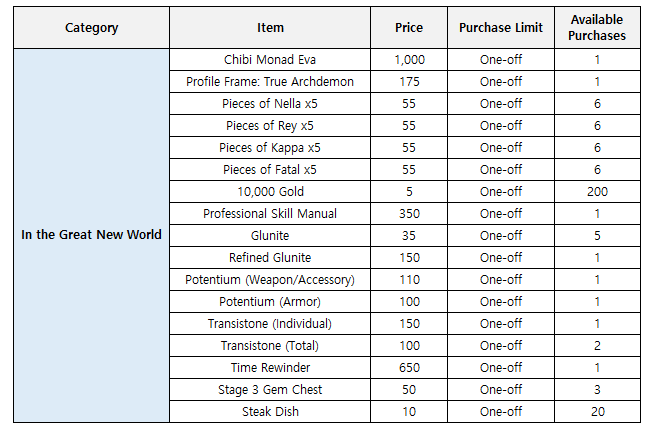 Category Item Price Purchase Limit Available Purchases
Chibi Monad Eva 1,000 One-off 1
Profile Frame: True Archdemon 175 One-off 1
Pieces of Nella x5 55 One-off 6
Pieces of Rey x5 55 One-off 6
Pieces of Kappa x5 55 One-off 6
Pieces of Fatal x5 55 One-off 6
10,000 Gold 5 One-off 200
Professional Skill Manual 350 One-off 1
In the Great New World Glunite 35 One-off 5
Refined Glunite 150 One-off 1
Potentium (Weapon/Accessory) 110 One-off 1
Potentium (Armor) 100 One-off 1
Transistone (Individual) 150 One-off 1
Transistone (Total) 100 One-off 2
Time Rewinder 650 One-off 1
Stage 3 Gem Chest 50 One-off 3
Steak Dish 10 One-off 20